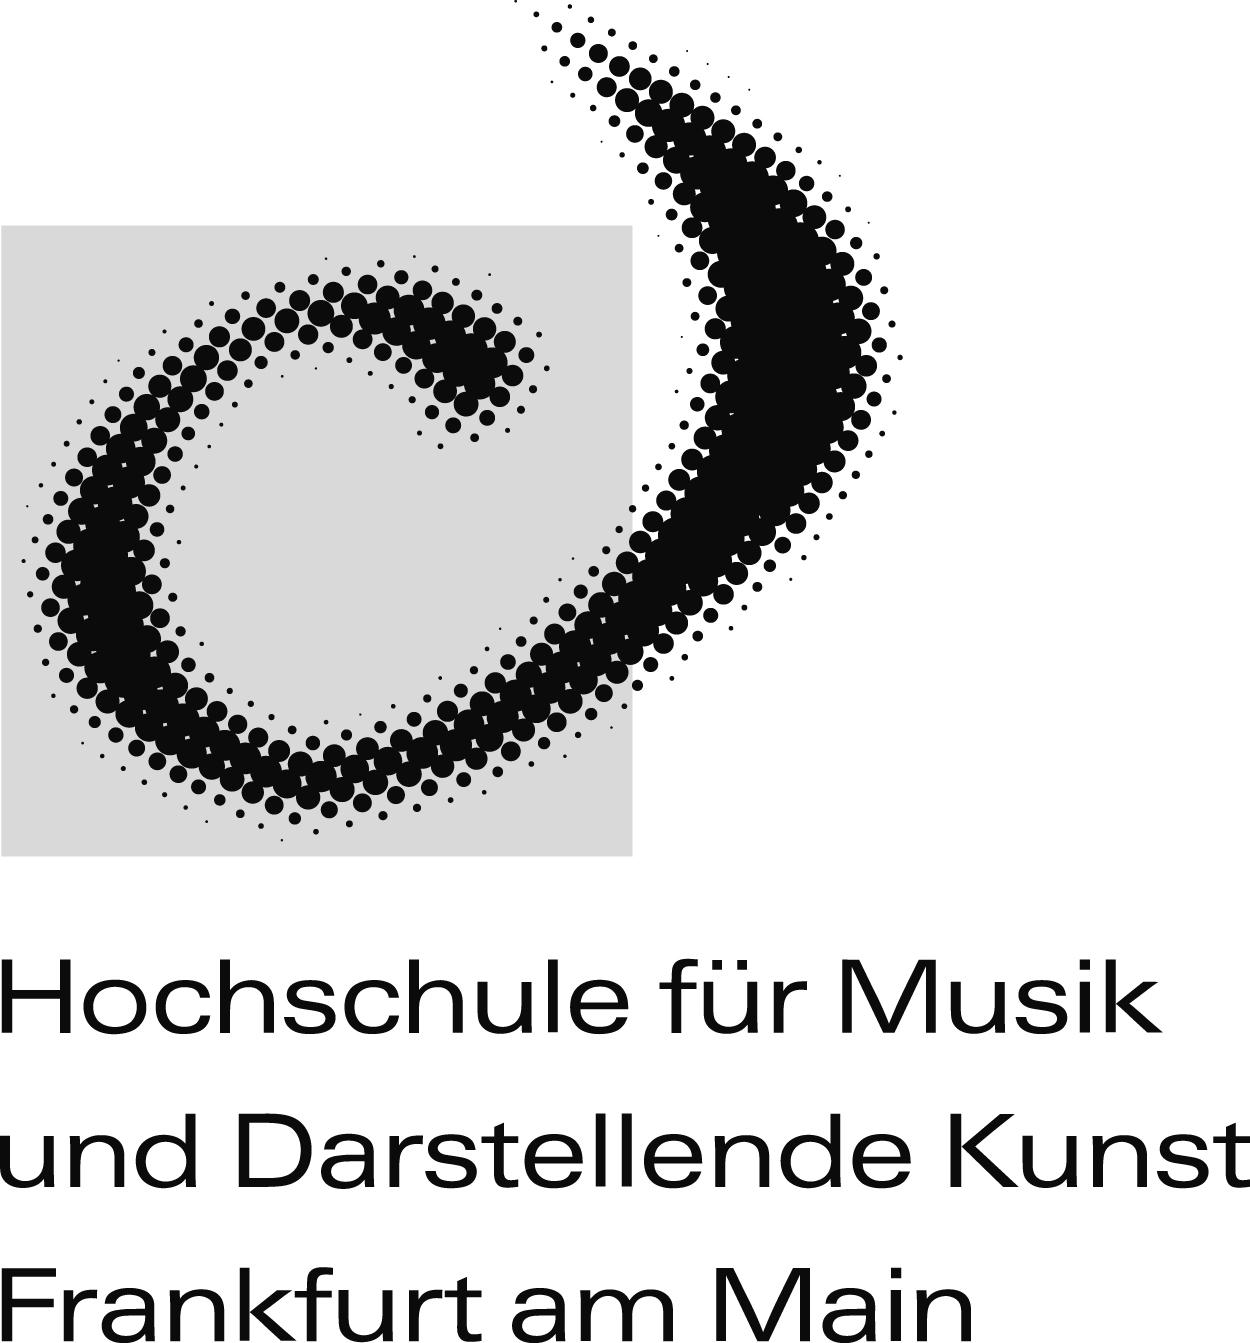 Hochschule für Musik
und Darstellende Kunst
Frankfurt am Main